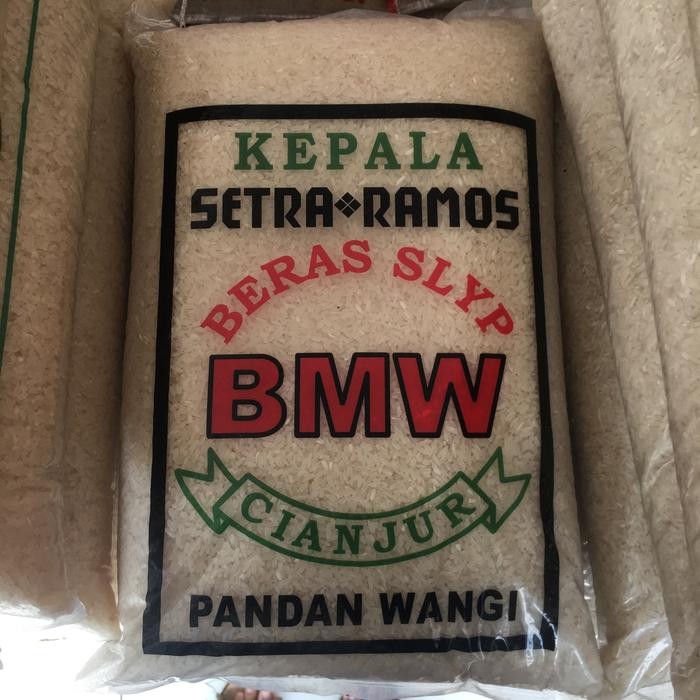 KEPALA
SETRA❖RAMOS
BERAS SLYP
BMW
CIANJUR
PANDAN WANGI